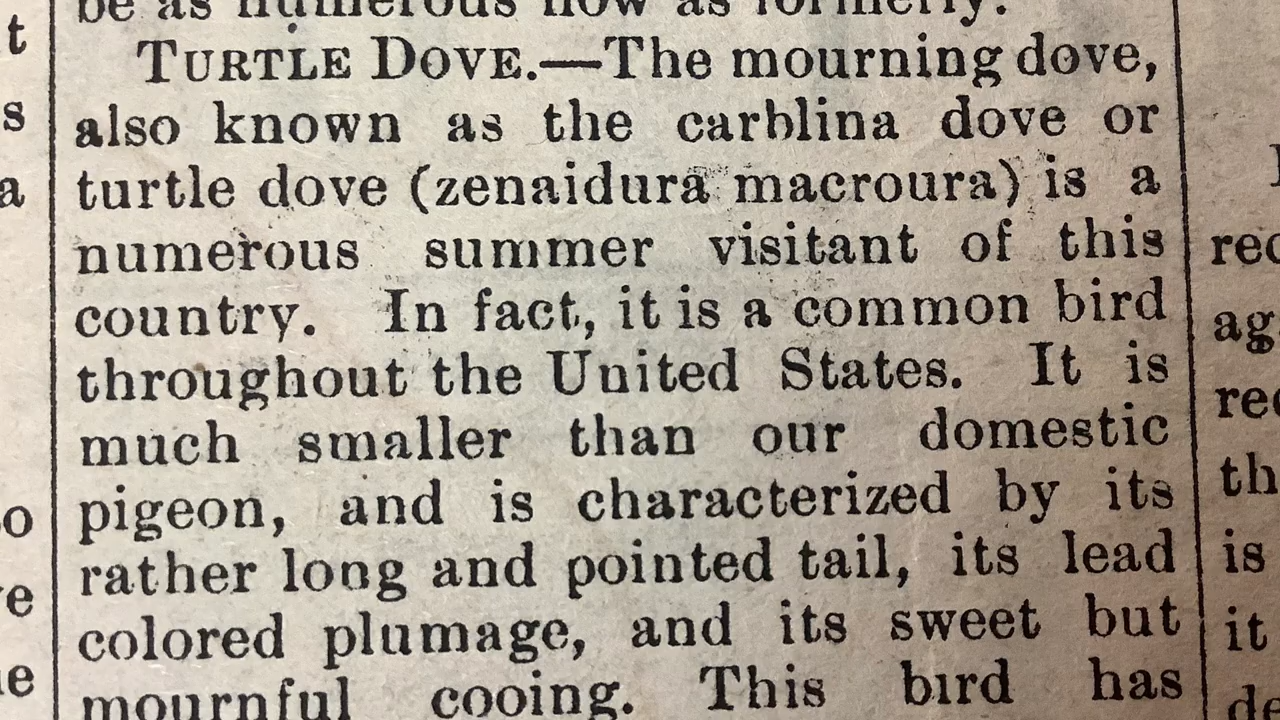 be as numerous now as formerly.
TURTLE DOVE.—The mourning dove,
also known as the carblina dove or
turtle dove (zenaidura macroura) is a
numerous summer visitant of this
country. In fact, it is a common bird
throughout the United States. It is
much smaller than our domestic
pigeon, and is characterized by its
rather long and pointed tail, its lead
colored plumage, and its sweet but
mournful cooing. This bird has
is
it